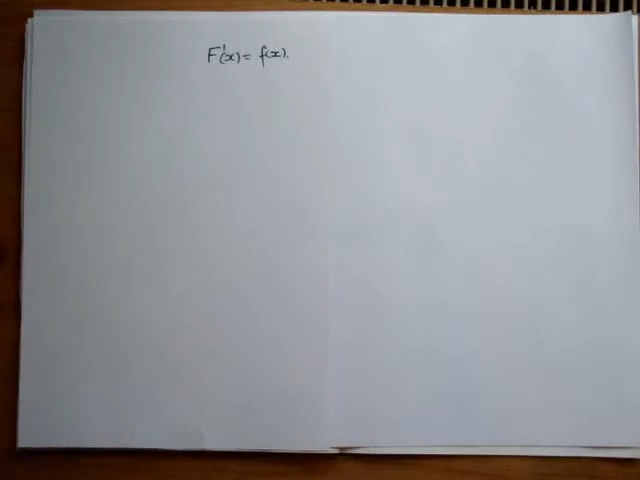 F'(x) = f(x).